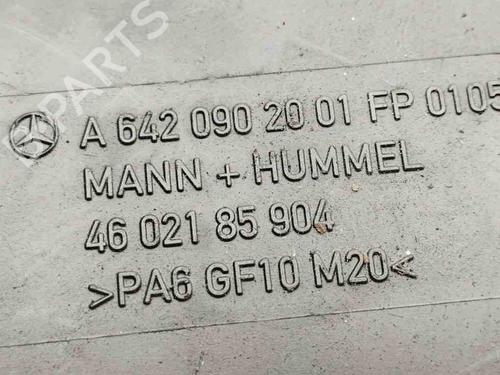 A 642 090 20 01 FP 0105
MANN + HUMMEL
46 021 85 904
>PA6 GF10 M20<